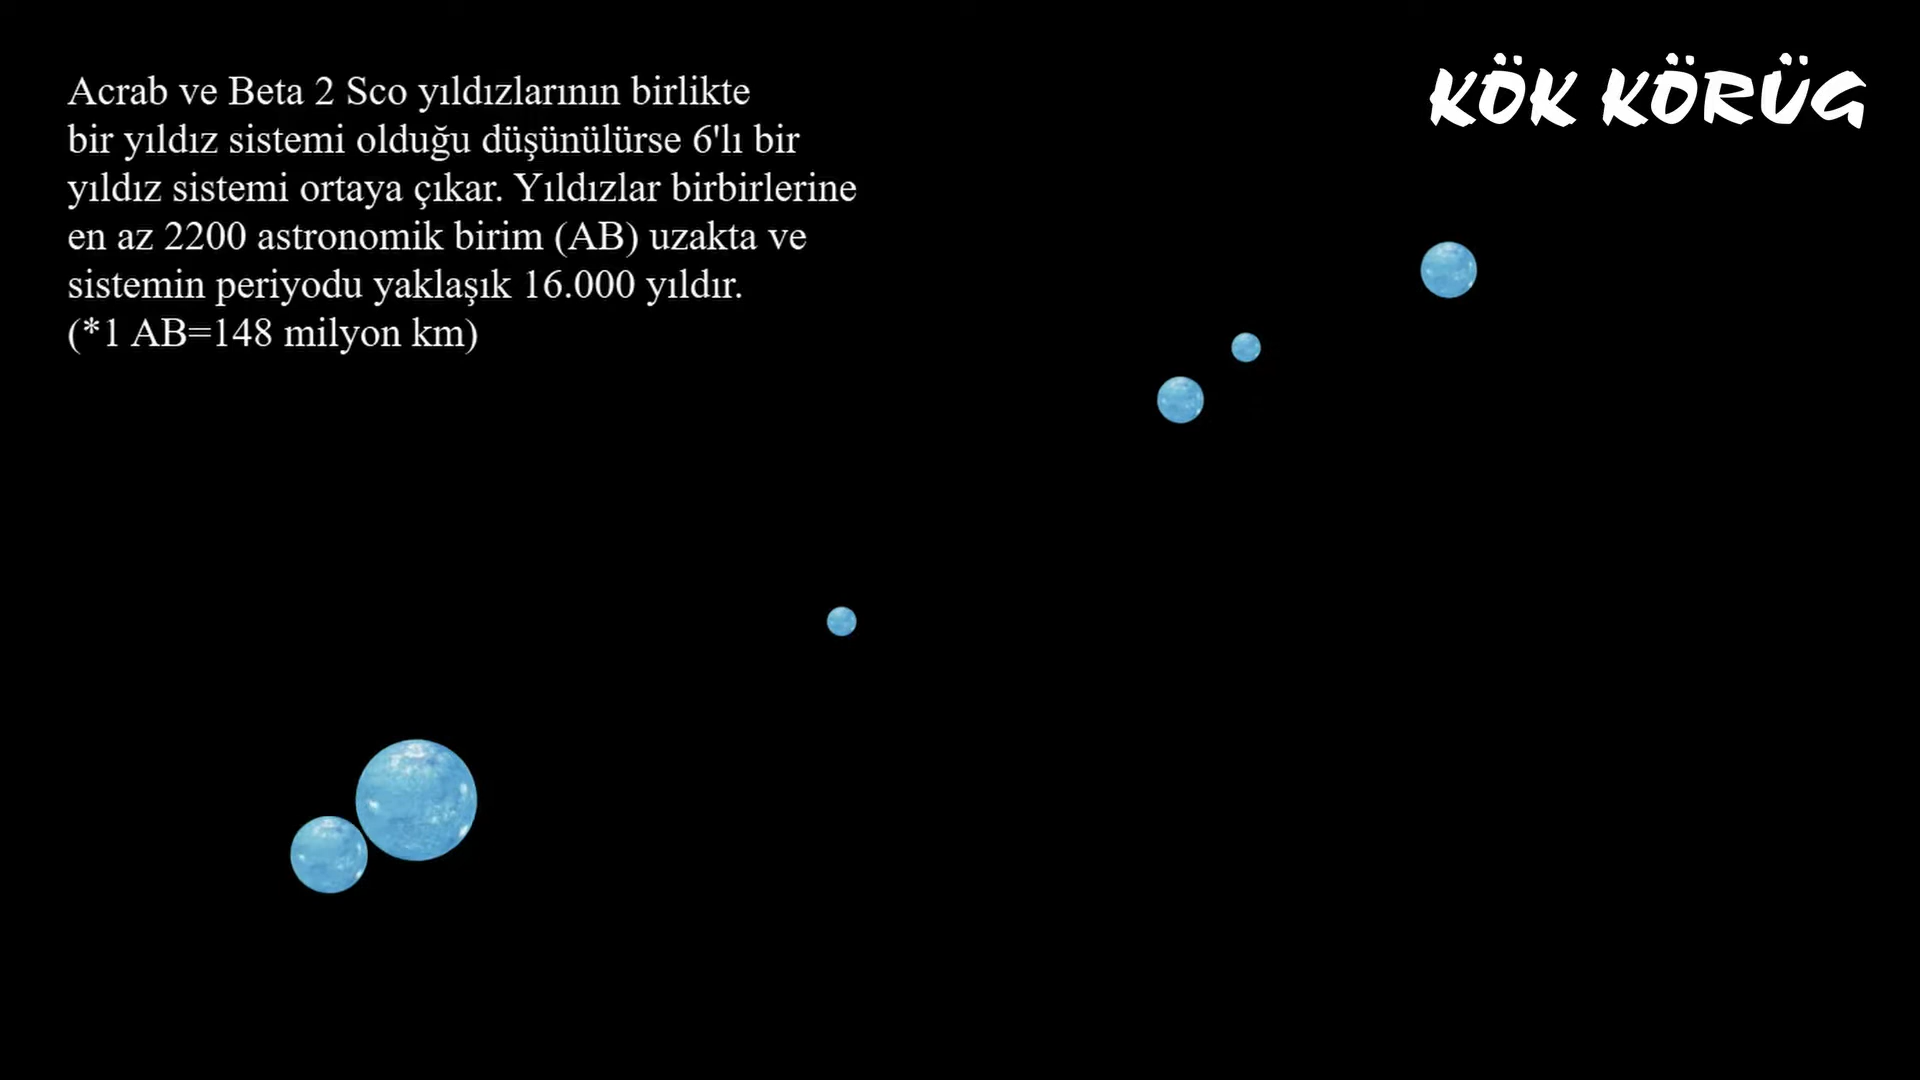 Acrab ve Beta 2 Sco yıldızlarının birlikte
bir yıldız sistemi olduğu düşünülürse 6'lı bir
yıldız sistemi ortaya çıkar. Yıldızlar birbirlerine
en az 2200 astronomik birim (AB) uzakta ve
sistemin periyodu yaklaşık 16.000 yıldır.
(*1 AB=148 milyon km)
KÖK KÖRÜG